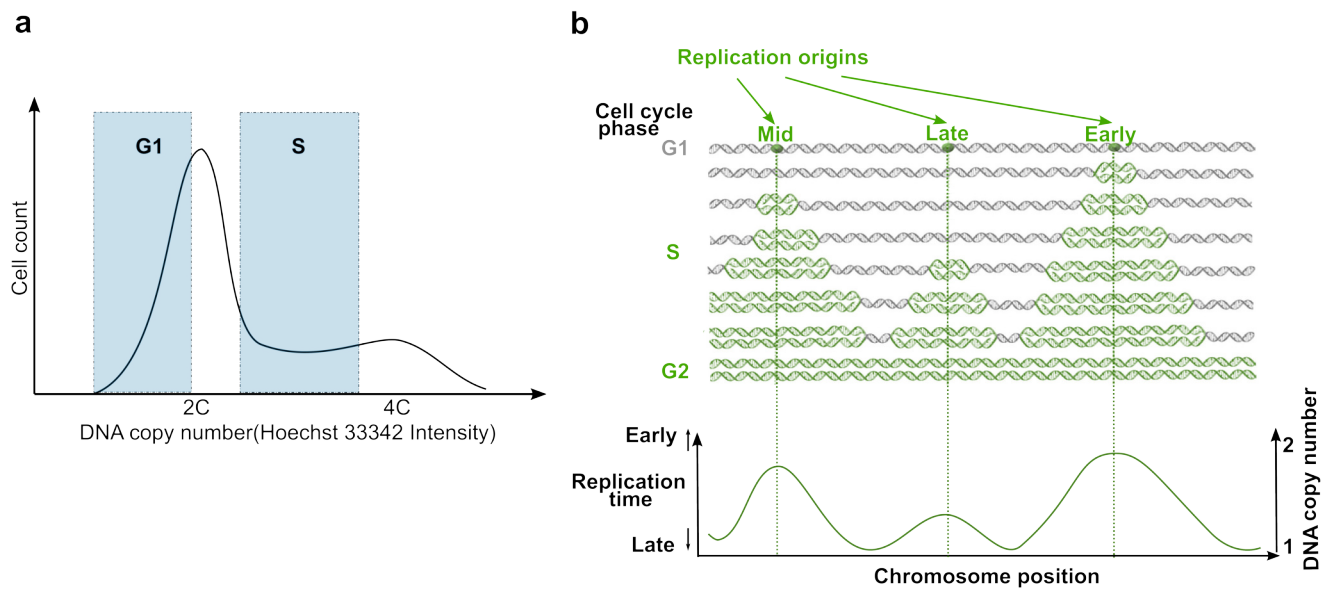 a
G1
S
Cell count
2C
4C
DNA copy number(Hoechst 33342 Intensity)
b
Replication origins
Cell cycle
phase
Mid
Late
Early
G1
S
G2
Early
Replication
time
Late
2
1
DNA copy number
Chromosome position